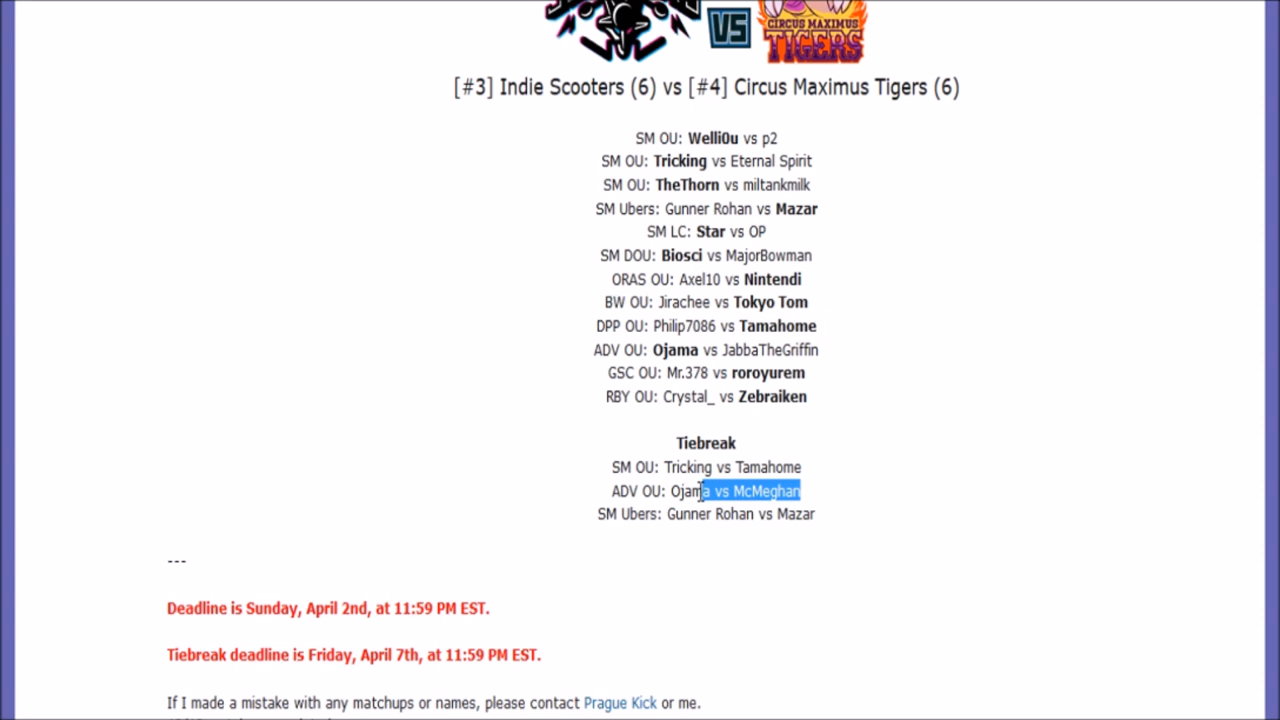 VS
CIRCUS MAXIMUS
TIGERS
[#3] Indie Scooters (6) vs [#4] Circus Maximus Tigers (6)
SM OU: Welli0u vs p2
SM OU: Tricking vs Eternal Spirit
SM OU: TheThorn vs miltankmilk
SM Ubers: Gunner Rohan vs Mazar
SM LC: Star vs OP
SM DOU: Biosci vs MajorBowman
ORAS OU: Axel10 vs Nintendi
BW OU: Jirachee vs Tokyo Tom
DPP OU: Philip7086 vs Tamahome
ADV OU: Ojama vs JabbaTheGriffin
GSC OU: Mr.378 vs roroyurem
RBY OU: Crystal_ vs Zebraiken
Tiebreak
SM OU: Tricking vs Tamahome
ADV OU: Ojama vs McMeghan
SM Ubers: Gunner Rohan vs Mazar
---
Deadline is Sunday, April 2nd, at 11:59 PM EST.
Tiebreak deadline is Friday, April 7th, at 11:59 PM EST.
If I made a mistake with any matchups or names, please contact Prague Kick or me.